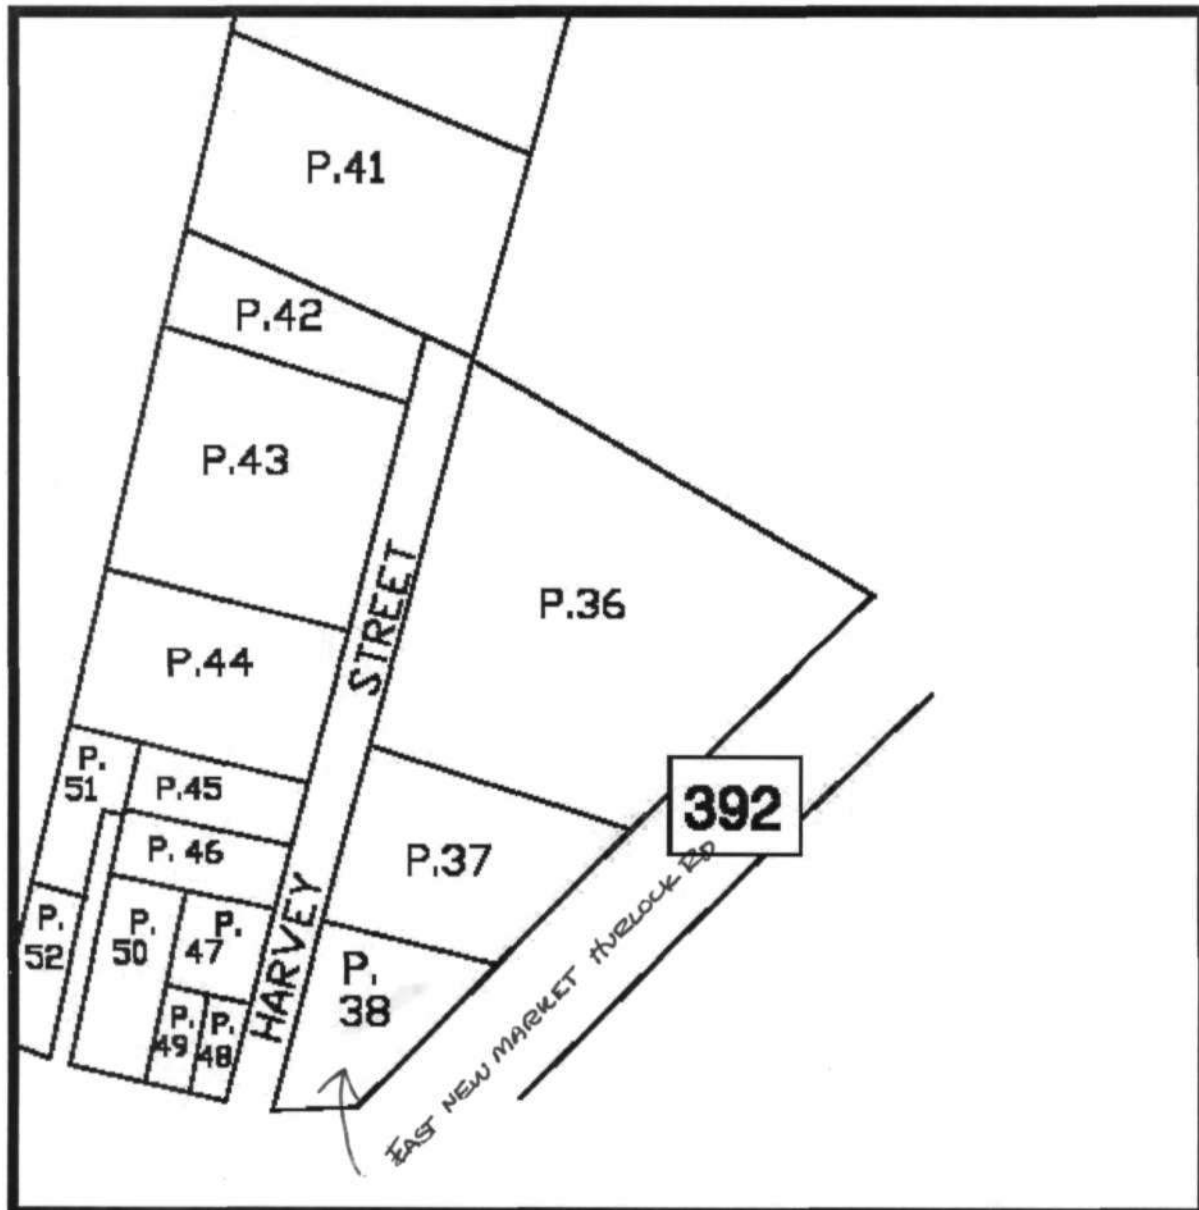 P.41
P.42
P.43
STREET
P.36
P.44
P.
51
P.45
392
P. 46
P.37
HARVEY
P.
52
P.
50
P.
47
P.
38
P.
49
P.
48
EAST NEW MARKET HURLOCK RD